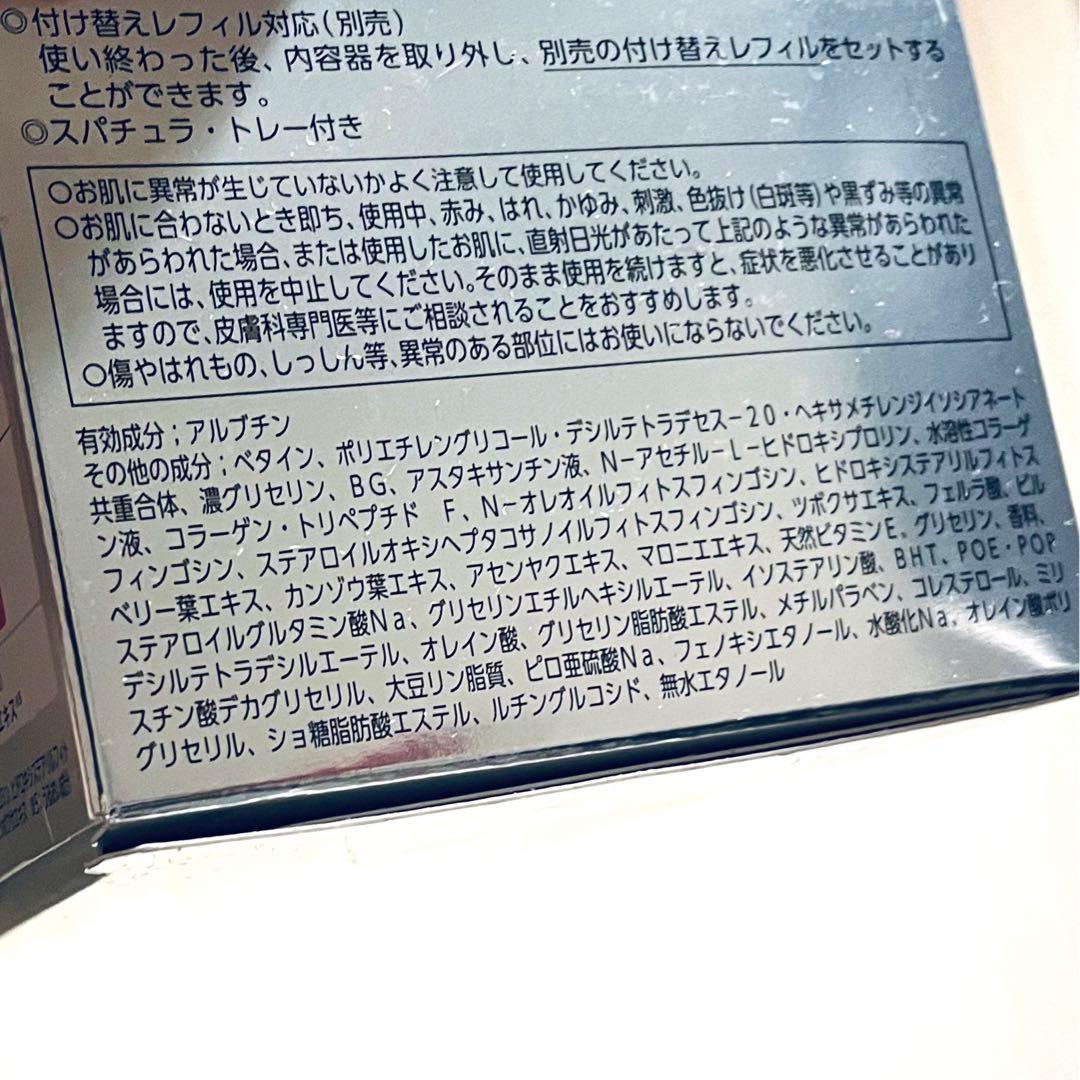 ◎付け替えレフィル対応(別売)
使い終わった後、内容器を取り外し、別売の付け替えレフィルをセットする
ことができます。
◎スパチュラ・トレー付き
○お肌に異常が生じていないかよく注意して使用してください。
○お肌に合わないとき即ち、使用中、赤み、はれ、かゆみ、刺激、色抜け(白斑等)や黒ずみ等の異常
があらわれた場合、または使用したお肌に、直射日光があたって上記のような異常があらわれた
場合には、使用を中止してください。そのまま使用を続けますと、症状を悪化させることがあり
ますので、皮膚科専門医等にご相談されることをおすすめします。
○傷やはれもの、しっしん等、異常のある部位にはお使いにならないでください。
有効成分;アルブチン
その他の成分;ベタイン、ポリエチレングリコール・デシルテトラデセス-20・ヘキサメチレンジイソシアネート
共重合体、濃グリセリン、BG、アスタキサンチン液、N-アセチル-L-ヒドロキシプロリン、水溶性コラーゲ
ン液、コラーゲン・トリペプチド F、N-オレオイルフィトスフィンゴシン、ヒドロキシステアリルフィトス
フィンゴシン、ステアロイルオキシヘプタコサノイルフィトスフィンゴシン、ツボクサエキス、フェルラ酸、ビル
ベリー葉エキス、カンゾウ葉エキス、アセンヤクエキス、マロニエエキス、天然ビタミンE、グリセリン、香料、
ステアロイルグルタミン酸Na、グリセリンエチルヘキシルエーテル、イソステアリン酸、BHT、POE・POP
デシルテトラデシルエーテル、オレイン酸、グリセリン脂肪酸エステル、メチルパラベン、コレステロール、ミリ
スチン酸デカグリセリル、大豆リン脂質、ピロ亜硫酸Na、フェノキシエタノール、水酸化Na、オレイン酸ポリ
グリセリル、ショ糖脂肪酸エステル、ルチングルコシド、無水エタノール